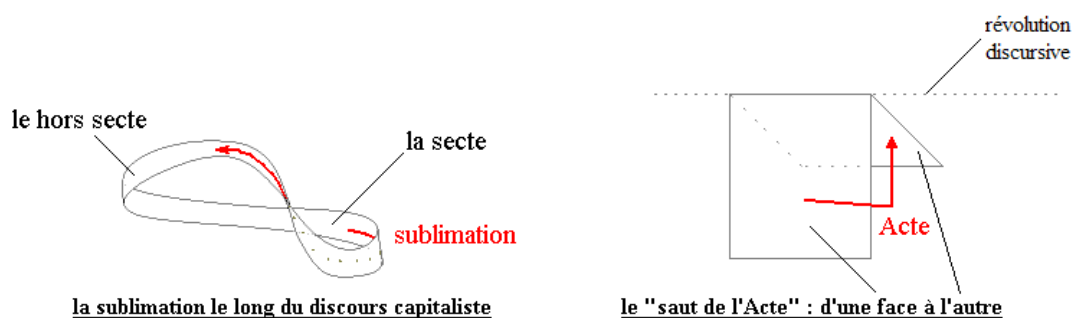 révolution
discursive
le hors secte
la secte
sublimation
Acte
la sublimation le long du discours capitaliste
le "saut de l'Acte" : d'une face à l'autre